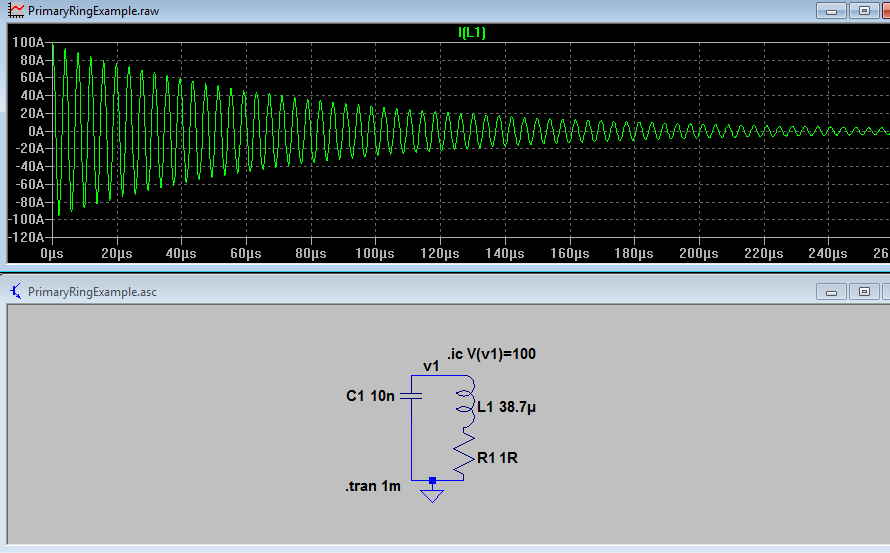 PrimaryRingExample.raw
I(L1)
100A
80A
60A
40A
20A
0A
-20A
-40A
-60A
-80A
-100A
-120A
0µs 20µs 40µs 60µs 80µs 100µs 120µs 140µs 160µs 180µs 200µs 220µs 240µs 26
PrimaryRingExample.asc
.ic V(v1)=100
v1
C1 10n
L1 38.7µ
R1 1R
.tran 1m